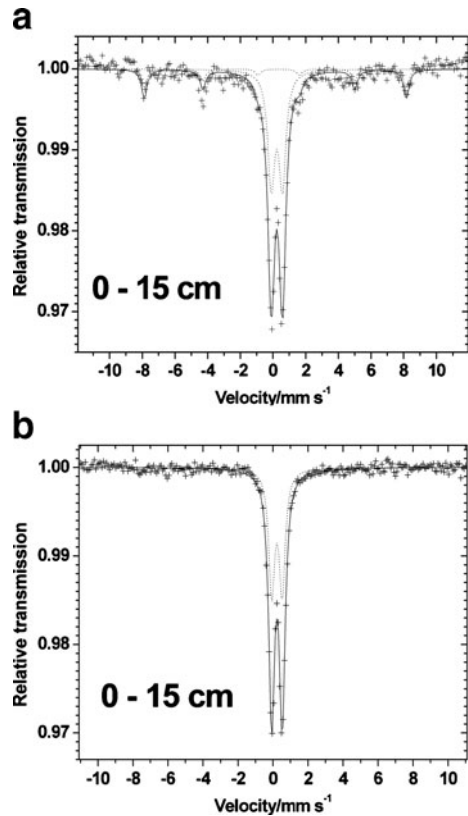 a
1.00
0.99
0.98
0.97
Relative transmission
0 - 15 cm
-8 -6 -4 -2 0 2 4 6 8 10
-10
Velocity/mm s⁻¹
b
1.00
0.99
0.98
0.97
Relative transmission
0 - 15 cm
-10 -8 -6 -4 -2 0 2 4 6 8 10
Velocity/mm s⁻¹